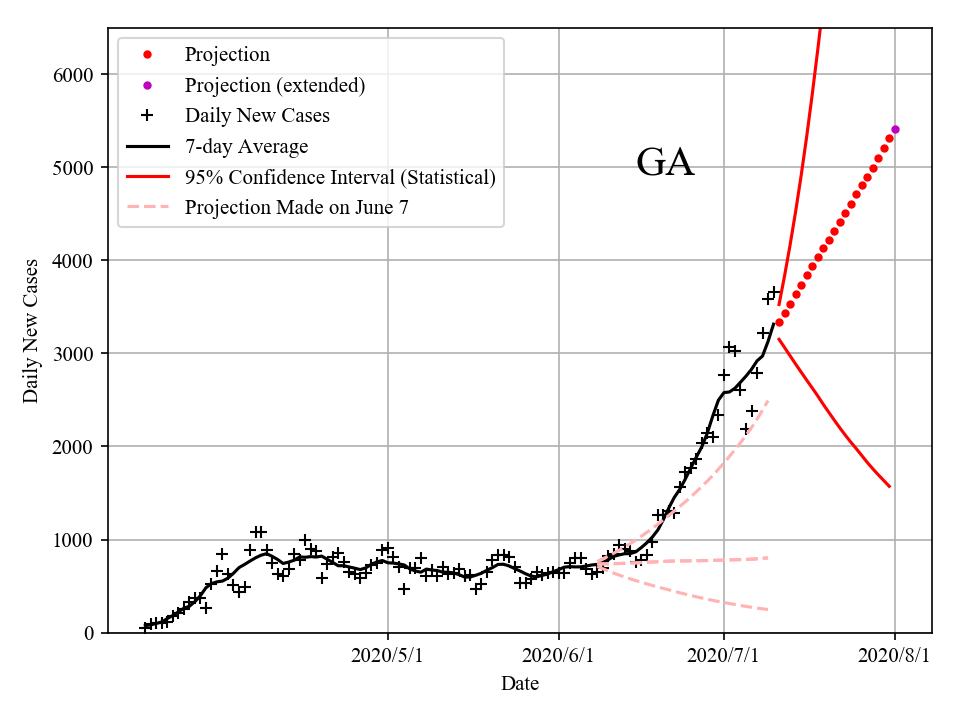 Projection
Projection (extended)
Daily New Cases
7-day Average
95% Confidence Interval (Statistical)
Projection Made on June 7
GA
6000
5000
4000
3000
2000
1000
0
Daily New Cases
2020/5/1 2020/6/1 2020/7/1 2020/8/1
Date